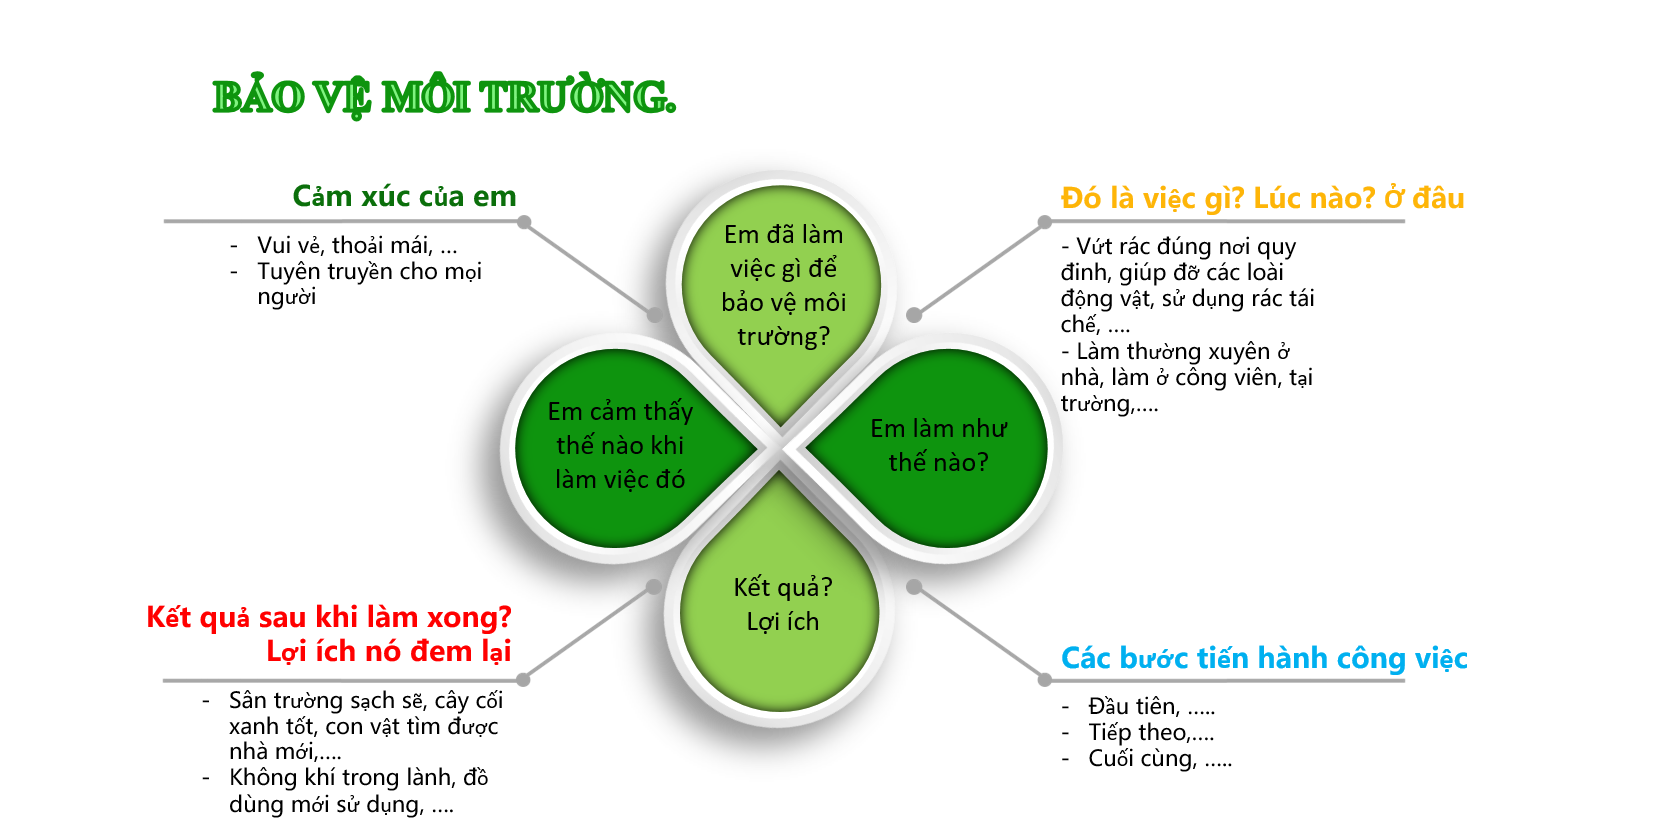 BẢO VỆ MÔI TRƯỜNG.
Cảm xúc của em
- Vui vẻ, thoải mái, ...
- Tuyên truyền cho mọi
người
Em đã làm
việc gì để
bảo vệ môi
trường?
Đó là việc gì? Lúc nào? Ở đâu
- Vứt rác đúng nơi quy
đinh, giúp đỡ các loài
động vật, sử dụng rác tái
chế, ....
- Làm thường xuyên ở
nhà, làm ở công viên, tại
trường,....
Em cảm thấy
thế nào khi
làm việc đó
Em làm như
thế nào?
Kết quả?
Lợi ích
Kết quả sau khi làm xong?
Lợi ích nó đem lại
- Sân trường sạch sẽ, cây cối
xanh tốt, con vật tìm được
nhà mới,....
- Không khí trong lành, đồ
dùng mới sử dụng, ....
Các bước tiến hành công việc
- Đầu tiên, .....
- Tiếp theo,....
- Cuối cùng, .....